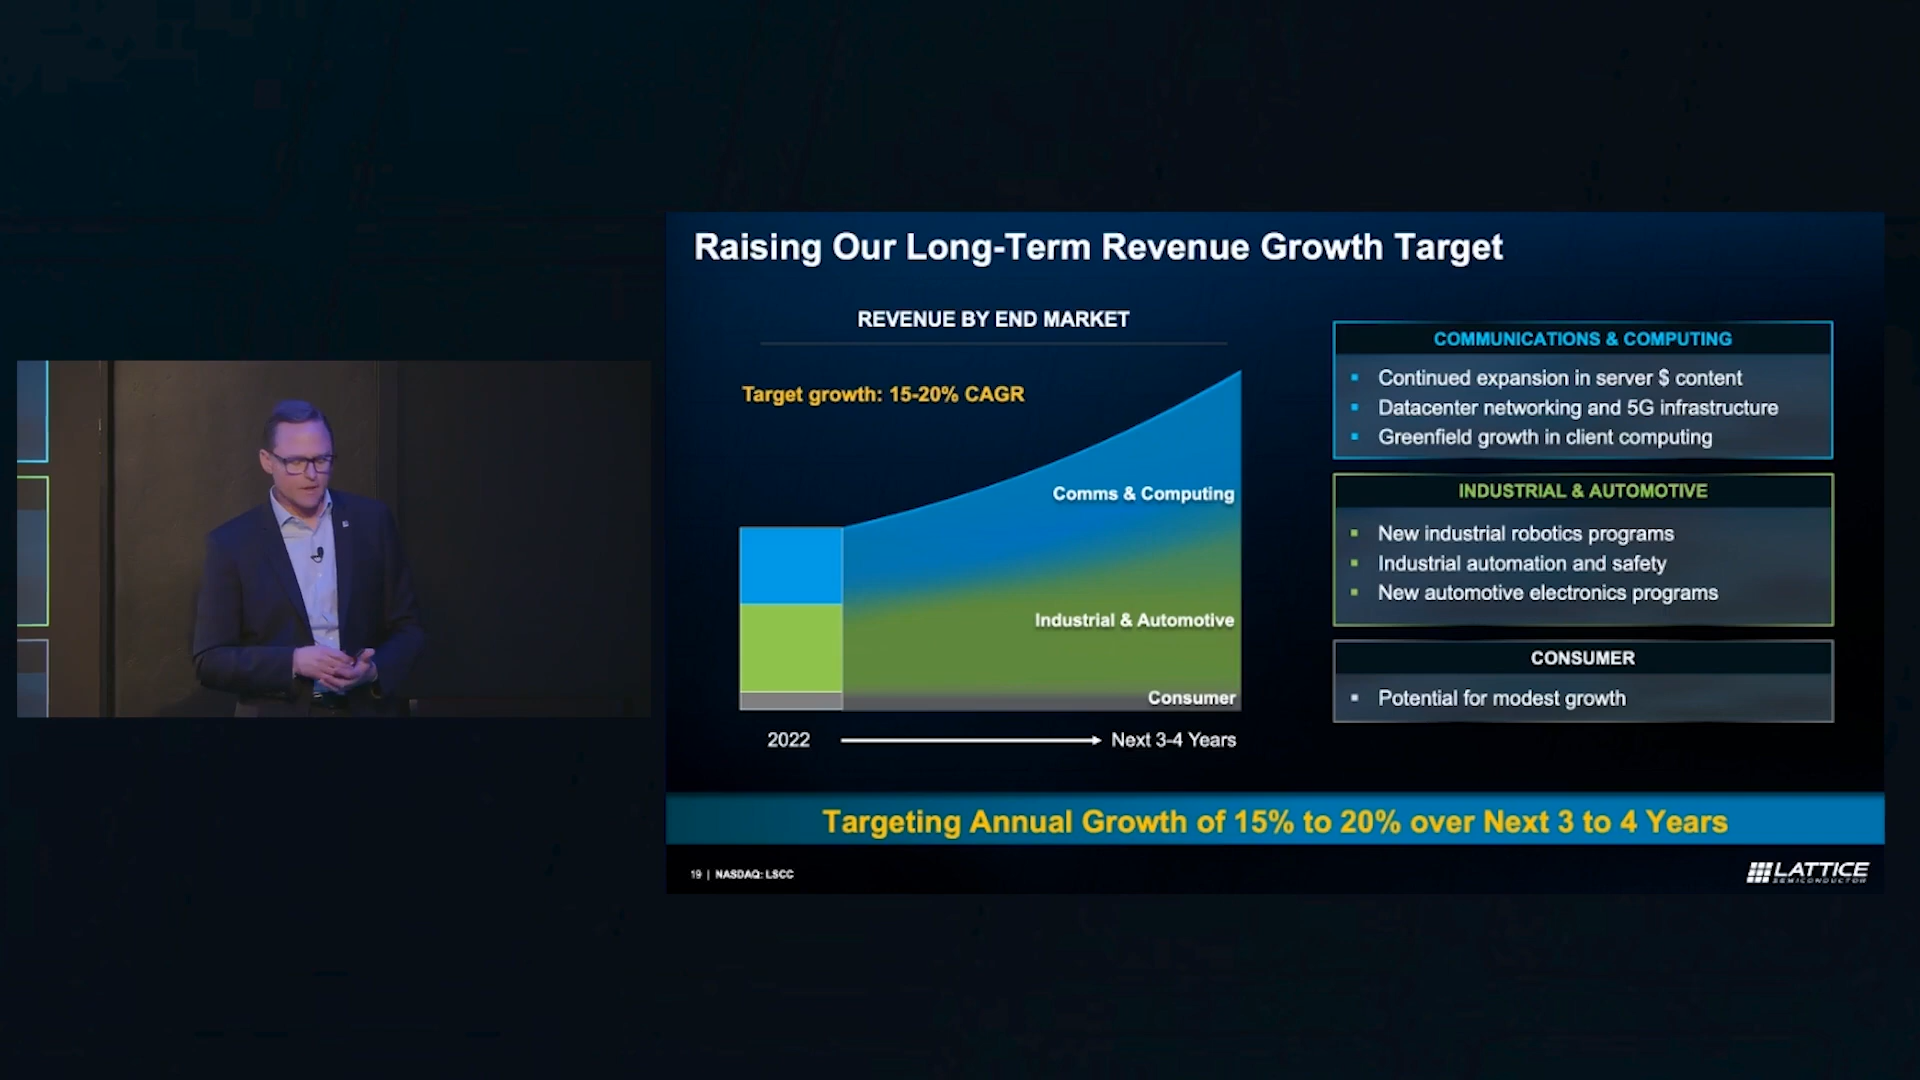 Raising Our Long-Term Revenue Growth Target
REVENUE BY END MARKET
Target growth: 15-20% CAGR
Comms & Computing
Industrial & Automotive
Consumer
2022
Next 3-4 Years
COMMUNICATIONS & COMPUTING
▪ Continued expansion in server $ content
▪ Datacenter networking and 5G infrastructure
▪ Greenfield growth in client computing
INDUSTRIAL & AUTOMOTIVE
▪ New industrial robotics programs
▪ Industrial automation and safety
▪ New automotive electronics programs
CONSUMER
▪ Potential for modest growth
Targeting Annual Growth of 15% to 20% over Next 3 to 4 Years
19 | NASDAQ: LSCC
LATTICE
SEMICONDUCTOR